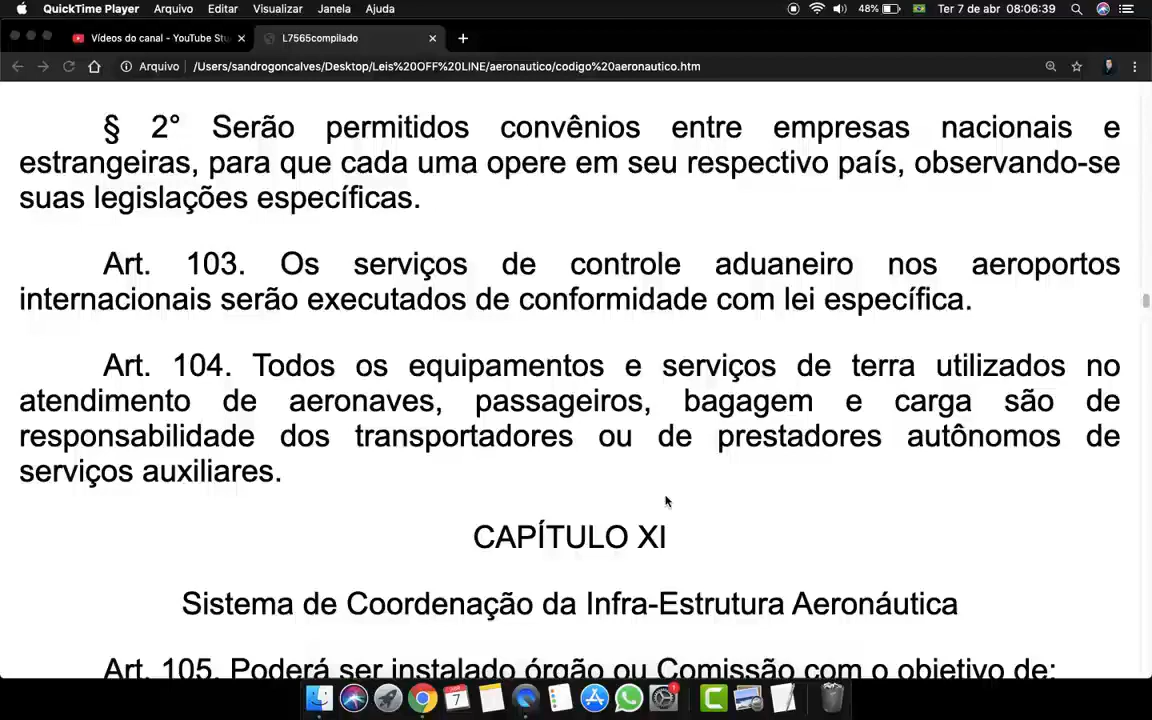 QuickTime Player Arquivo Editar Visualizar Janela Ajuda 48% Ter 7 de abr 08:06:39
Vídeos do canal - YouTube Stu L7565compilado
Arquivo /Users/sandrogoncalves/Desktop/Leis%20OFF%20LINE/aeronautico/codigo%20aeronautico.htm
§ 2° Serão permitidos convênios entre empresas nacionais e
estrangeiras, para que cada uma opere em seu respectivo país, observando-se
suas legislações específicas.
Art. 103. Os serviços de controle aduaneiro nos aeroportos
internacionais serão executados de conformidade com lei específica.
Art. 104. Todos os equipamentos e serviços de terra utilizados no
atendimento de aeronaves, passageiros, bagagem e carga são de
responsabilidade dos transportadores ou de prestadores autônomos de
serviços auxiliares.
CAPÍTULO XI
Sistema de Coordenação da Infra-Estrutura Aeronáutica
Art. 105. Poderá ser instalado órgão ou Comissão com o objetivo de:
7
1